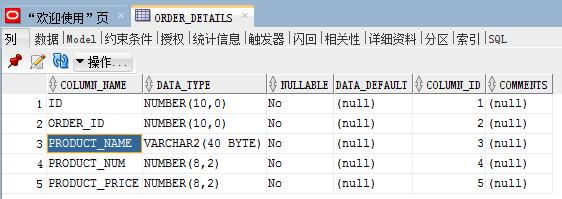 “欢迎使用”页 ORDER_DETAILS
列 数据 Model 约束条件 授权 统计信息 触发器 闪回 相关性 详细资料 分区 索引 SQL
操作...
COLUMN_NAME DATA_TYPE NULLABLE DATA_DEFAULT COLUMN_ID COMMENTS
1 ID NUMBER(10,0) No (null) 1 (null)
2 ORDER_ID NUMBER(10,0) No (null) 2 (null)
3 PRODUCT_NAME VARCHAR2(40 BYTE) No (null) 3 (null)
4 PRODUCT_NUM NUMBER(8,2) No (null) 4 (null)
5 PRODUCT_PRICE NUMBER(8,2) No (null) 5 (null)